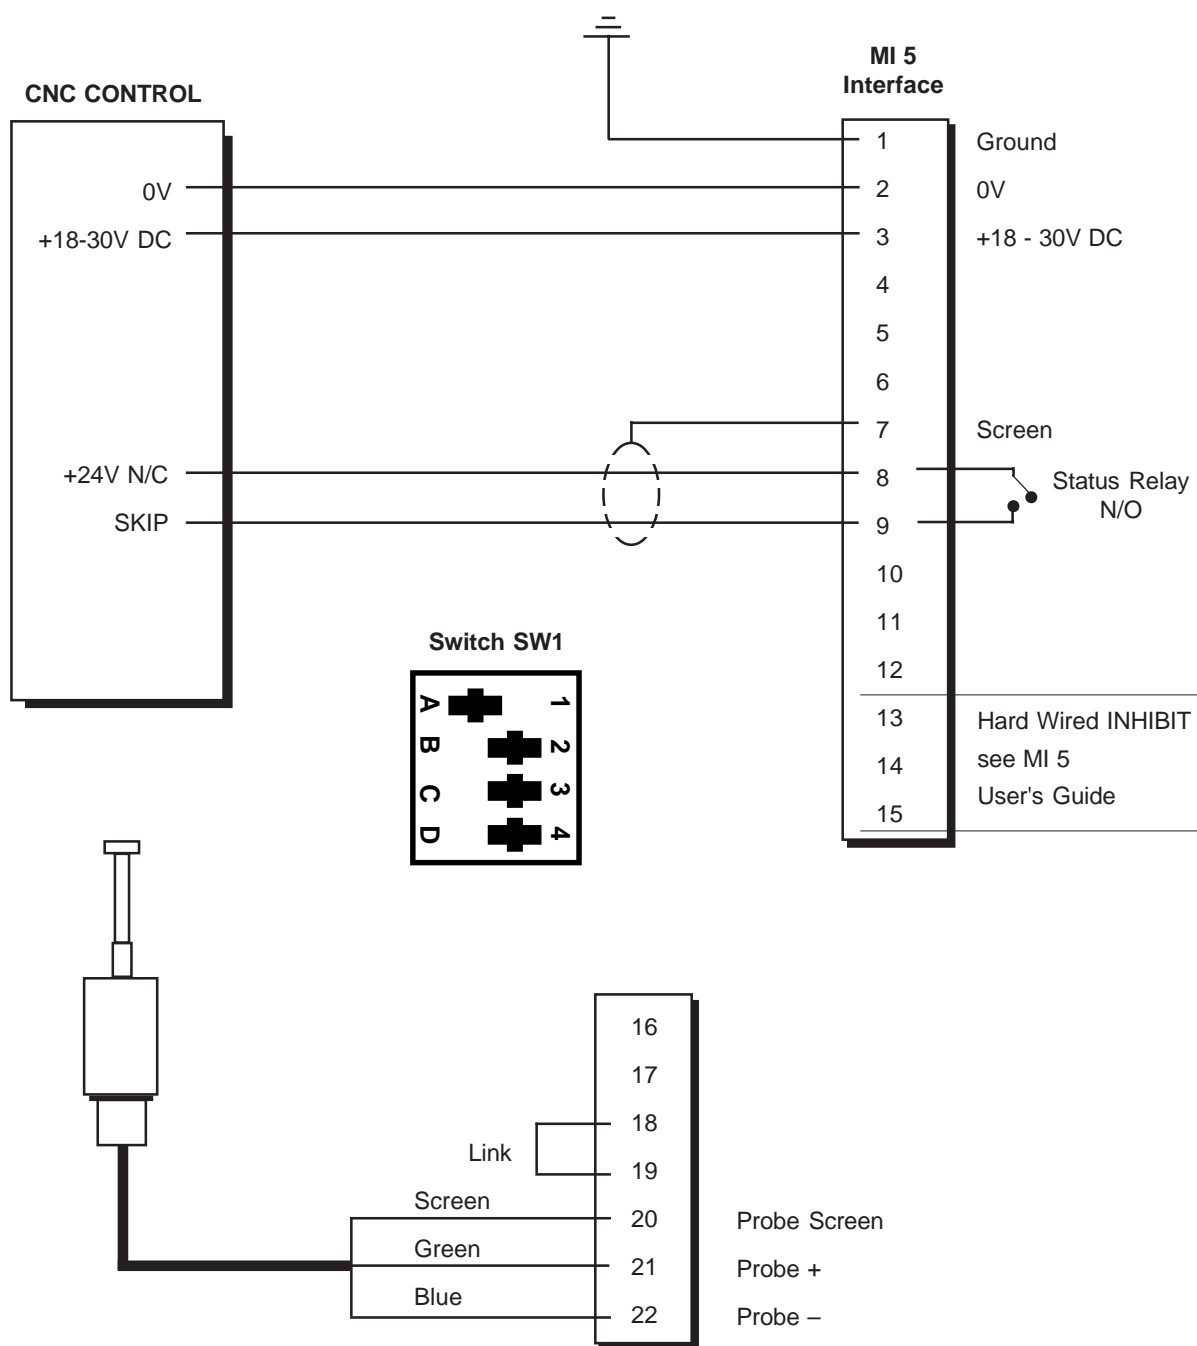 MI 5
Interface
CNC CONTROL
1 Ground
0V 2 0V
+18-30V DC 3 +18 - 30V DC
4
5
6
7 Screen
+24V N/C 8 Status Relay
SKIP 9 N/O
10
11
12
Switch SW1
A 1
B 2
C 3
D 4
13 Hard Wired INHIBIT
14 see MI 5
15 User's Guide
16
17
18
Link
19
Screen 20 Probe Screen
Green 21 Probe +
Blue 22 Probe –